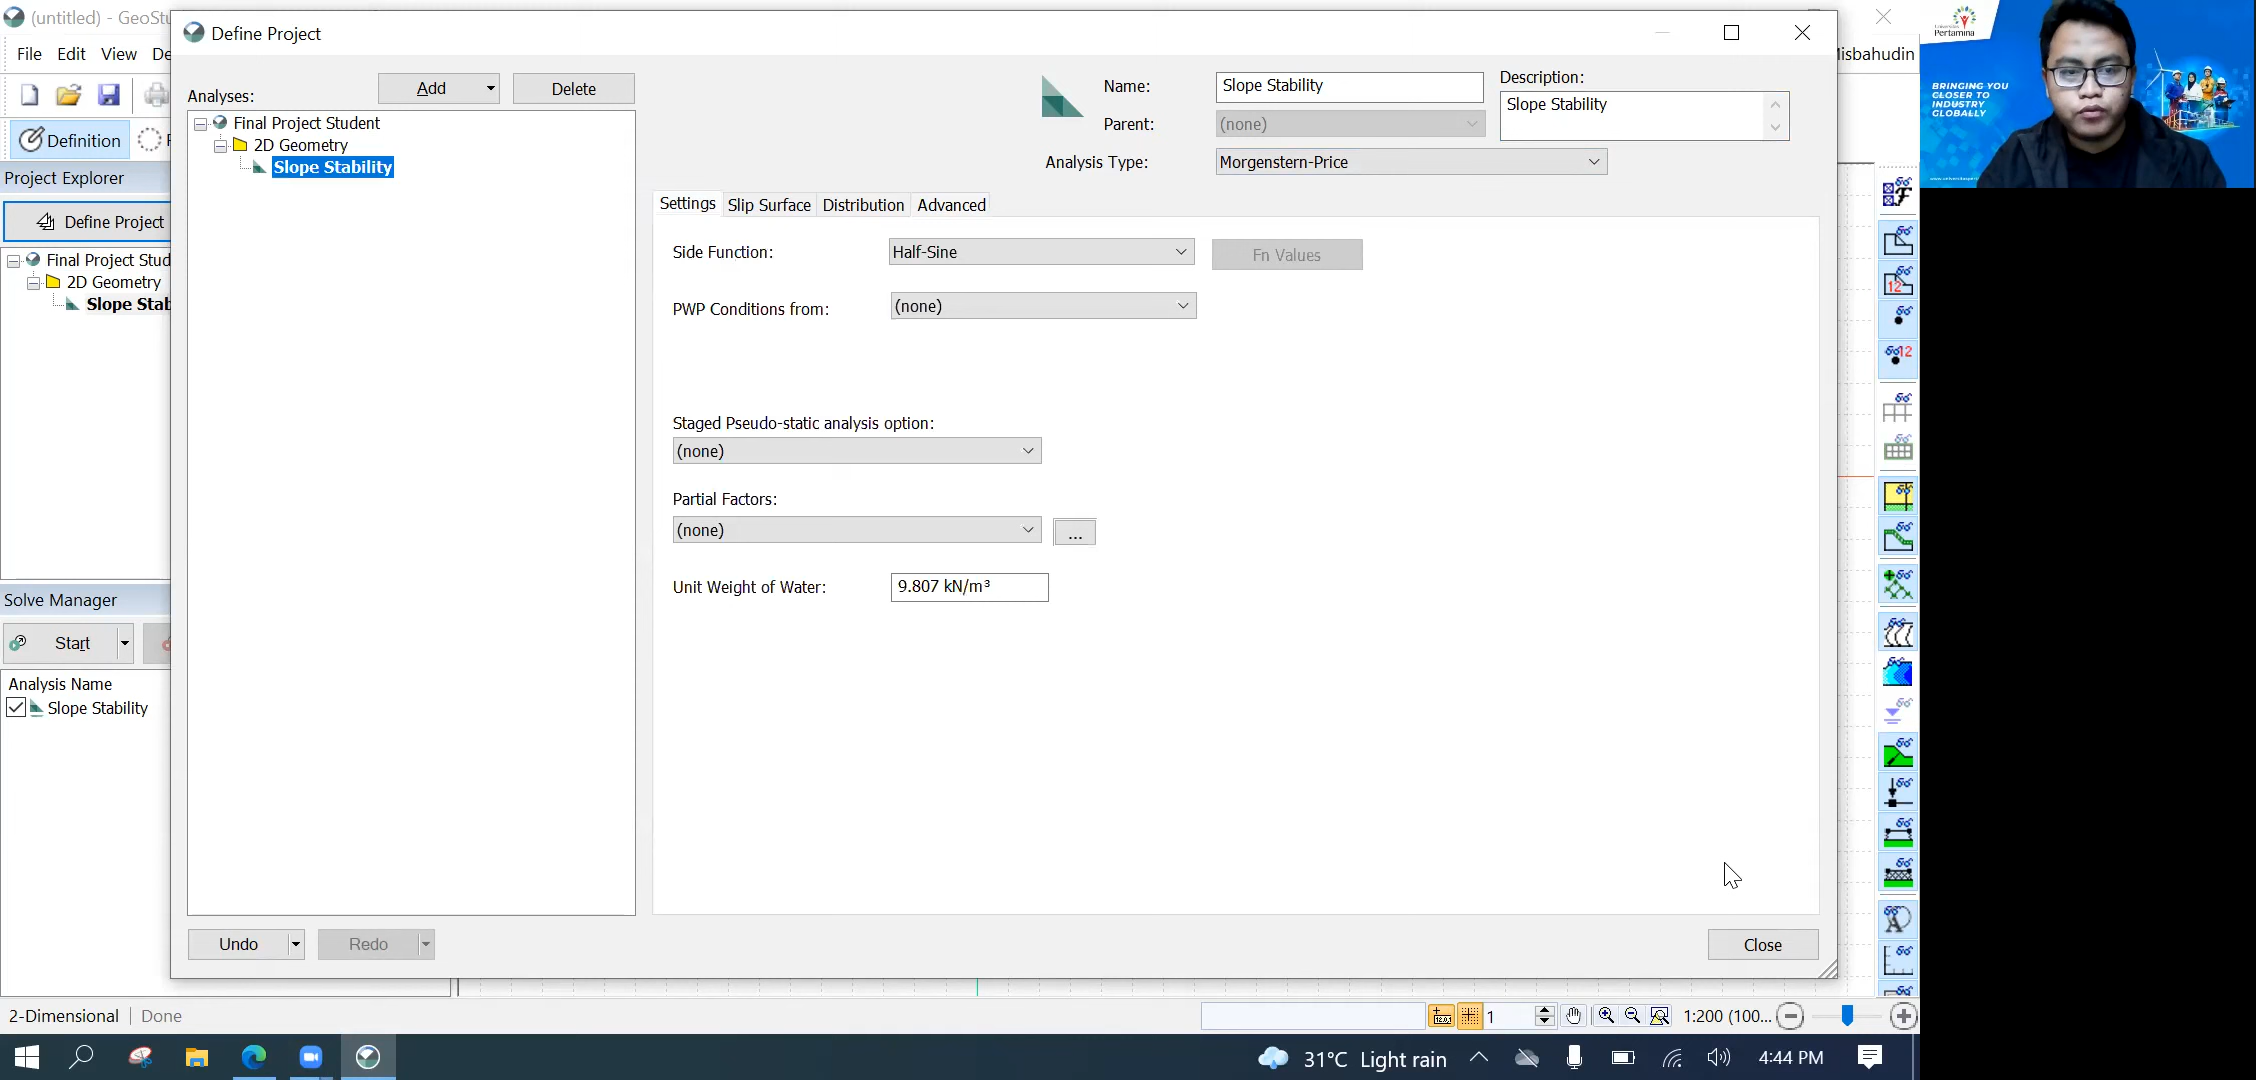 (untitled) - GeoStu
Define Project
File Edit View De
Misbahudin
Analyses:
Add
Delete
Name:
Slope Stability
Description:
Slope Stability
Parent:
(none)
Analysis Type:
Morgenstern-Price
Final Project Student
2D Geometry
Slope Stability
Definition
Project Explorer
Define Project
Final Project Stud
2D Geometry
Slope Stab
Settings Slip Surface Distribution Advanced
Side Function:
Half-Sine
Fn Values
PWP Conditions from:
(none)
Staged Pseudo-static analysis option:
(none)
Partial Factors:
(none)
...
Unit Weight of Water:
9.807 kN/m³
Solve Manager
Start
Analysis Name
Slope Stability
Undo
Redo
Close
2-Dimensional
Done
1
1:200 (100...
31°C Light rain
4:44 PM
Universitas
Pertamina
BRINGING YOU
CLOSER TO
INDUSTRY
GLOBALLY